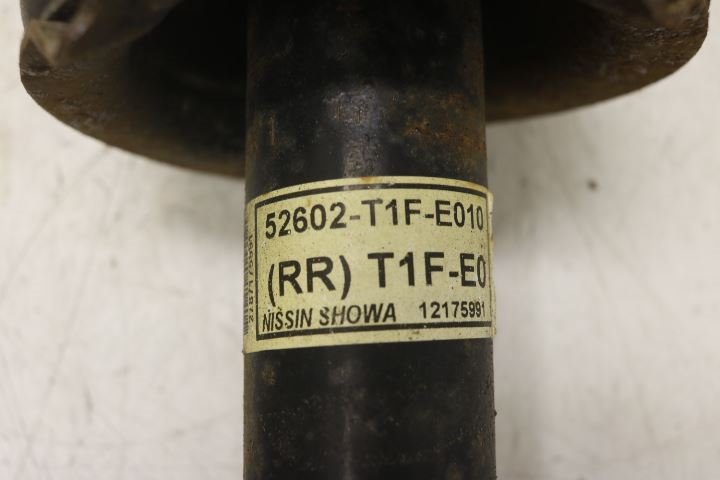 52602-T1F-E010
(RR) T1F-E0
NISSIN SHOWA 12175991